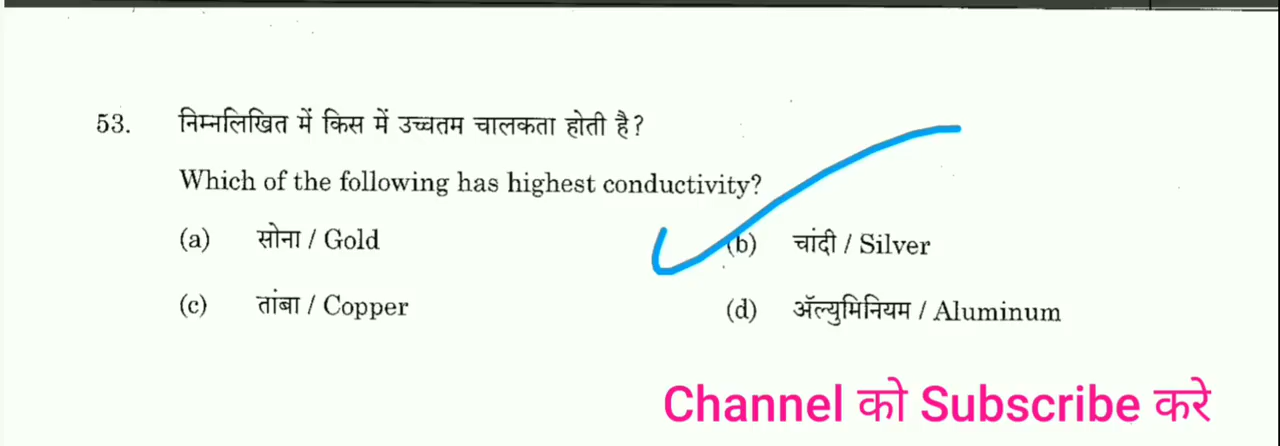 53. निम्नलिखित में किस में उच्चतम चालकता होती है?
Which of the following has highest conductivity?
(a) सोना / Gold (b) चांदी / Silver
(c) तांबा / Copper (d) ॲल्युमिनियम / Aluminum
Channel को Subscribe करे